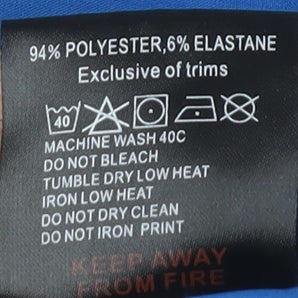 94% POLYESTER,6% ELASTANE
Exclusive of trims
40
MACHINE WASH 40C
DO NOT BLEACH
TUMBLE DRY LOW HEAT
IRON LOW HEAT
DO NOT DRY CLEAN
DO NOT IRON PRINT
KEEP AWAY
FROM FIRE